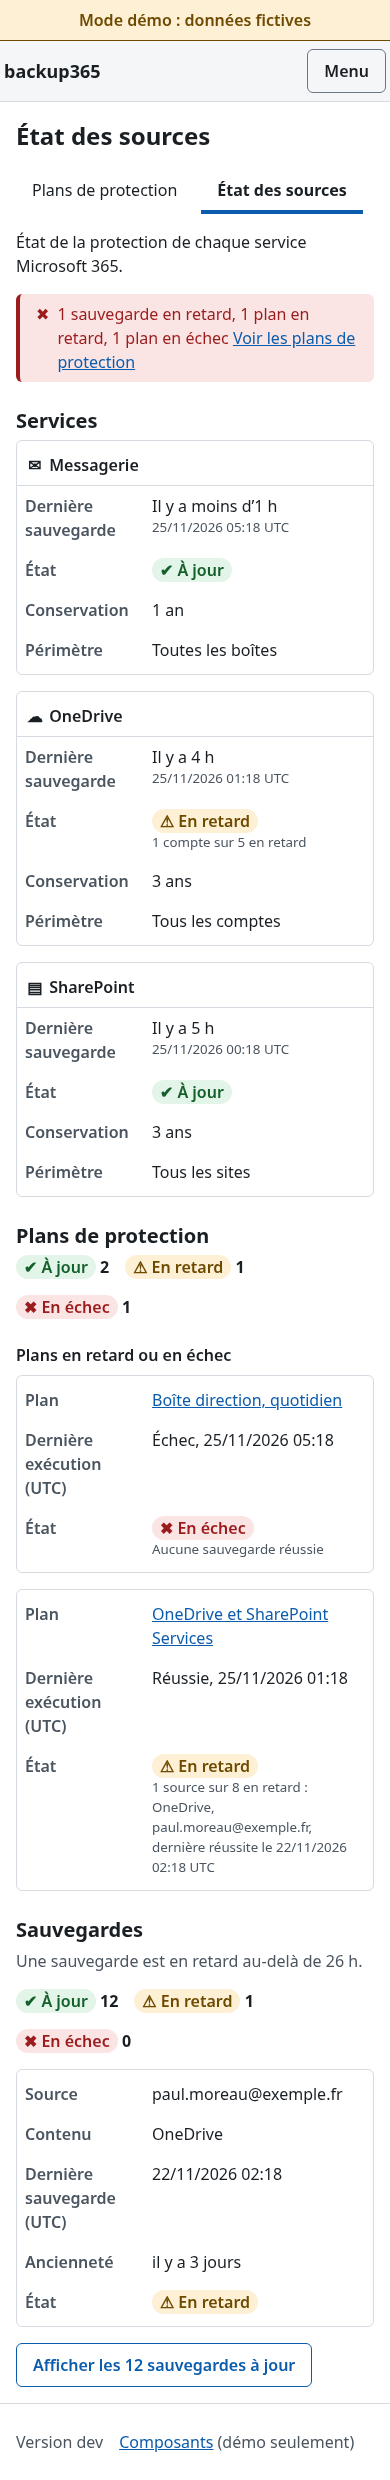 Mode démo : données fictives
backup365
Menu
État des sources
Plans de protection
État des sources
État de la protection de chaque service
Microsoft 365.
✖ 1 sauvegarde en retard, 1 plan en
retard, 1 plan en échec Voir les plans de
protection
Services
✉ Messagerie
Dernière
sauvegarde
Il y a moins d’1 h
25/11/2026 05:18 UTC
État
✔ À jour
Conservation
1 an
Périmètre
Toutes les boîtes
☁ OneDrive
Dernière
sauvegarde
Il y a 4 h
25/11/2026 01:18 UTC
État
⚠ En retard
1 compte sur 5 en retard
Conservation
3 ans
Périmètre
Tous les comptes
▤ SharePoint
Dernière
sauvegarde
Il y a 5 h
25/11/2026 00:18 UTC
État
✔ À jour
Conservation
3 ans
Périmètre
Tous les sites
Plans de protection
✔ À jour 2 ⚠ En retard 1
✖ En échec 1
Plans en retard ou en échec
Plan
Boîte direction, quotidien
Dernière
exécution
(UTC)
Échec, 25/11/2026 05:18
État
✖ En échec
Aucune sauvegarde réussie
Plan
OneDrive et SharePoint
Services
Dernière
exécution
(UTC)
Réussie, 25/11/2026 01:18
État
⚠ En retard
1 source sur 8 en retard :
OneDrive,
paul.moreau@exemple.fr,
dernière réussite le 22/11/2026
02:18 UTC
Sauvegardes
Une sauvegarde est en retard au-delà de 26 h.
✔ À jour 12 ⚠ En retard 1
✖ En échec 0
Source
paul.moreau@exemple.fr
Contenu
OneDrive
Dernière
sauvegarde
(UTC)
22/11/2026 02:18
Ancienneté
il y a 3 jours
État
⚠ En retard
Afficher les 12 sauvegardes à jour
Version dev Composants (démo seulement)